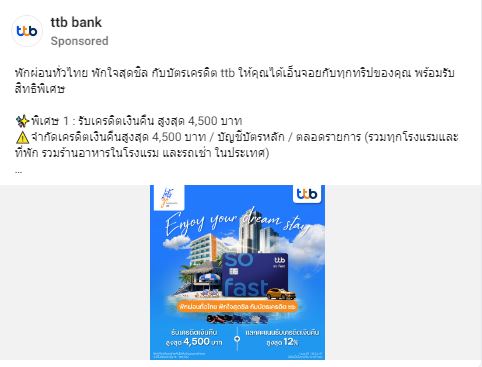 ttb bank
Sponsored
พักผ่อนทั่วไทย พักใจสุดชิล กับบัตรเครดิต ttb ให้คุณได้เอ็นจอยกับทุกทริปของคุณ พร้อมรับ
สิทธิพิเศษ
✨พิเศษ 1 : รับเครดิตเงินคืน สูงสุด 4,500 บาท
⚠️จำกัดเครดิตเงินคืนสูงสุด 4,500 บาท / บัญชีบัตรหลัก / ตลอดรายการ (รวมทุกโรงแรมและ
ที่พัก รวมร้านอาหารในโรงแรม และรถเช่า ในประเทศ)
...
ttb
Enjoy your dream stay
ttb
so fast
so
fast
พักผ่อนทั่วไทย พักใจสุดชิล กับบัตรเครดิต ttb
รับเครดิตเงินคืน
สูงสุด 4,500 บาท
+
แลกคะแนนรับเครดิตเงินคืน
สูงสุด 12%